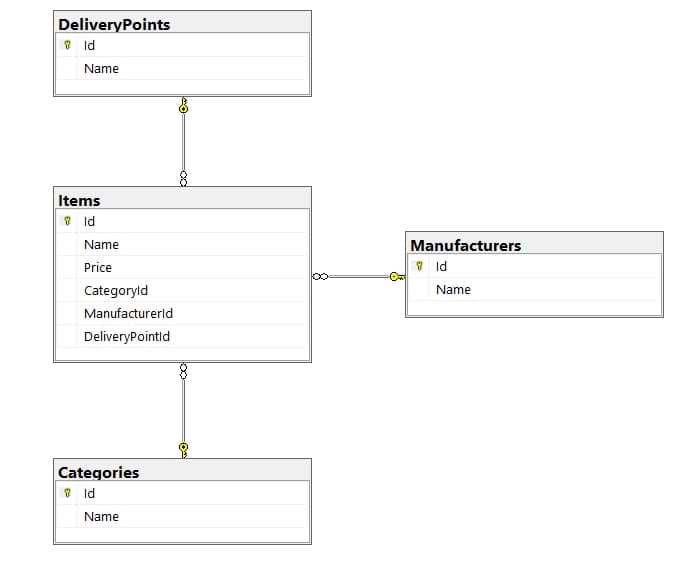 DeliveryPoints
Id
Name
Items
Id
Name
Price
CategoryId
ManufacturerId
DeliveryPointId
Manufacturers
Id
Name
Categories
Id
Name